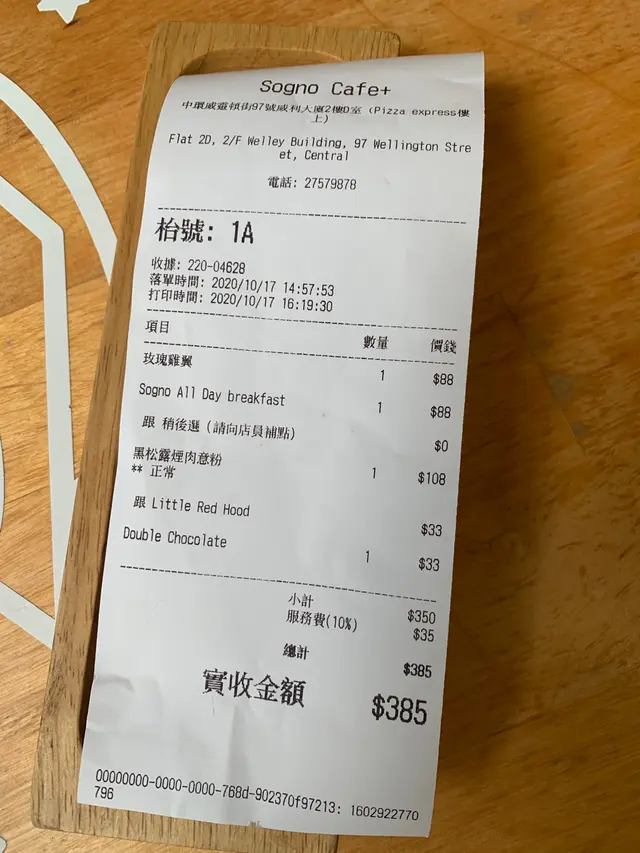 Sogno Cafe+
中環威靈頓街97號威利大廈2樓D室 (Pizza express樓
上)
Flat 2D, 2/F Welley Building, 97 Wellington Stre
et, Central
電話: 27579878
枱號: 1A
收據: 220-04628
落單時間: 2020/10/17 14:57:53
打印時間: 2020/10/17 16:19:30
項目 數量 價錢
玫瑰雞翼 1 $88
Sogno All Day breakfast 1 $88
跟 稍後選 (請向店員補點) $0
黑松露煙肉意粉 1 $108
** 正常
跟 Little Red Hood $33
Double Chocolate 1 $33
小計 $350
服務費(10%) $35
總計 $385
實收金額 $385
00000000-0000-0000-768d-902370f97213: 1602922770
796